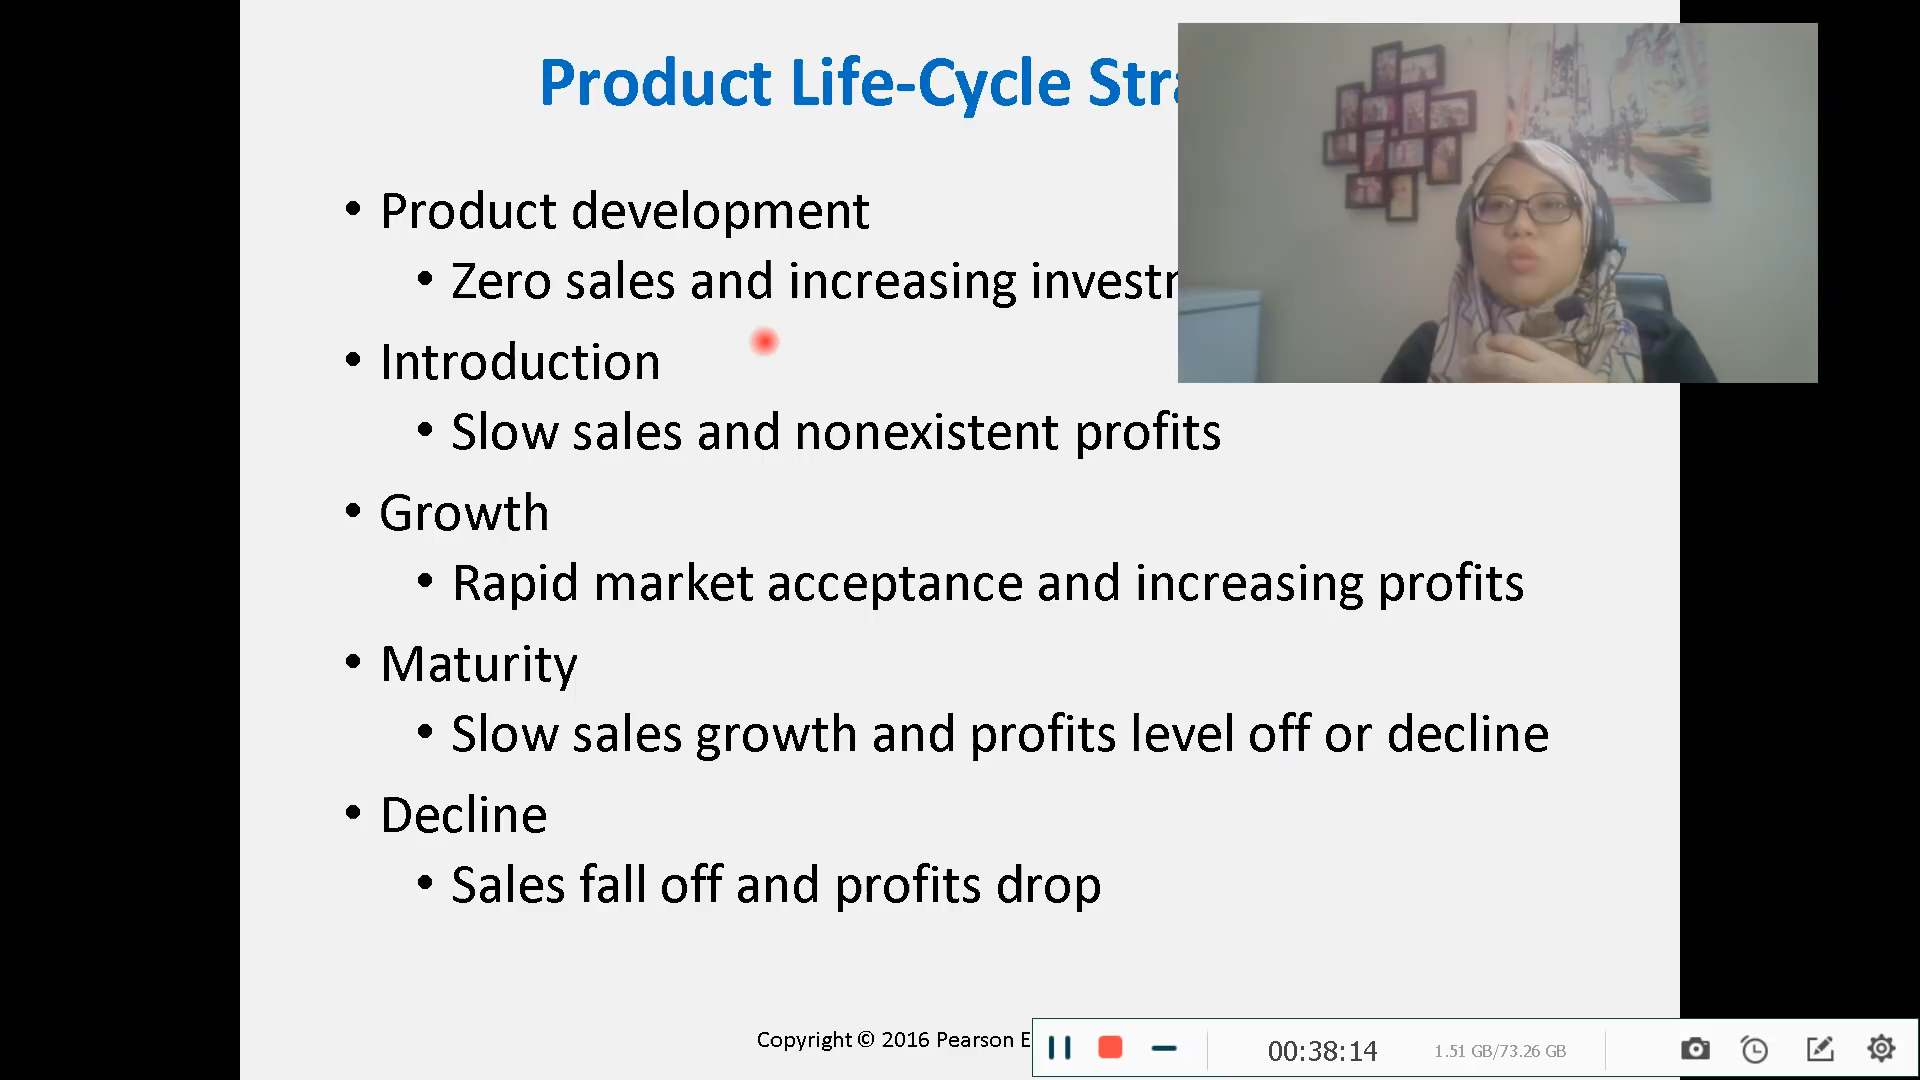 Product Life-Cycle
• Product development
• Zero sales and increasing
• Introduction
• Slow sales and nonexistent profits
• Growth
• Rapid market acceptance and increasing profits
• Maturity
• Slow sales growth and profits level off or decline
• Decline
• Sales fall off and profits drop
Copyright © 2016 Pearson
00:38:14
1.51 GB/73.26 GB